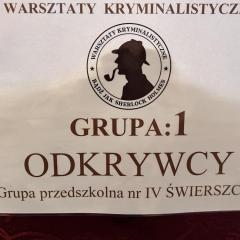 WARSZTATY KRYMINALISTYCZ
WARSZTATY KRYMINALISTYCZNE
BĄDŹ JAK SHERLOCK HOLMES
GRUPA:1
ODKRYWCY
Grupa przedszkolna nr IV ŚWIERSZC